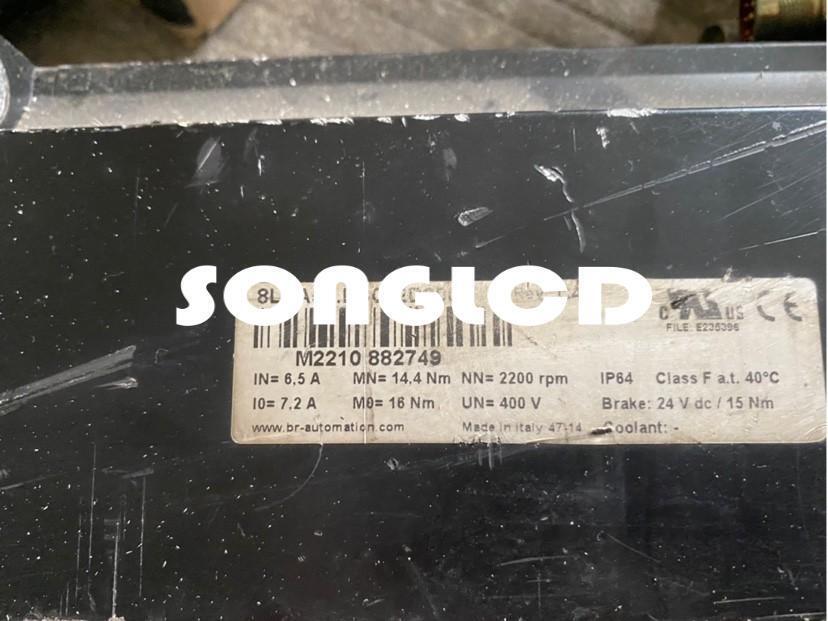 SONGLCD
c UL US CE
FILE: E235396
M2210 882749
IN= 6,5 A MN= 14,4 Nm NN= 2200 rpm IP64 Class F a.t. 40°C
I0= 7,2 A M0= 16 Nm UN= 400 V Brake: 24 V dc / 15 Nm
www.br-automation.com Made in Italy 47-14 Coolant: -